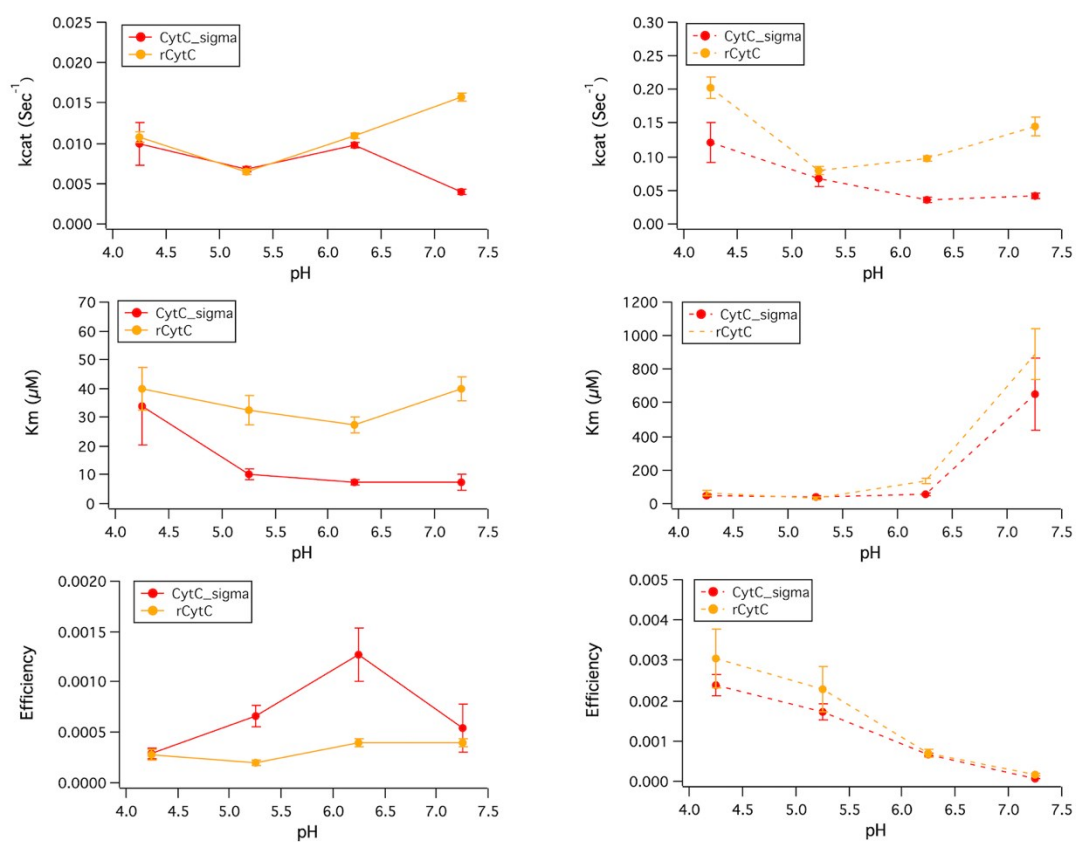 0.025
0.020
0.015
0.010
0.005
0.000
kcat (Sec⁻¹)
CytC_sigma
rCytC
4.0 4.5 5.0 5.5 6.0 6.5 7.0 7.5
pH
0.30
0.25
0.20
0.15
0.10
0.05
0.00
kcat (Sec⁻¹)
CytC_sigma
rCytC
4.0 4.5 5.0 5.5 6.0 6.5 7.0 7.5
pH
70
60
50
40
30
20
10
0
Km (µM)
CytC_sigma
rCytC
4.0 4.5 5.0 5.5 6.0 6.5 7.0 7.5
pH
1200
1000
800
600
400
200
0
Km (µM)
CytC_sigma
rCytC
4.0 4.5 5.0 5.5 6.0 6.5 7.0 7.5
pH
0.0020
0.0015
0.0010
0.0005
0.0000
Efficiency
CytC_sigma
rCytC
4.0 4.5 5.0 5.5 6.0 6.5 7.0 7.5
pH
0.005
0.004
0.003
0.002
0.001
0.000
Efficiency
CytC_sigma
rCytC
4.0 4.5 5.0 5.5 6.0 6.5 7.0 7.5
pH